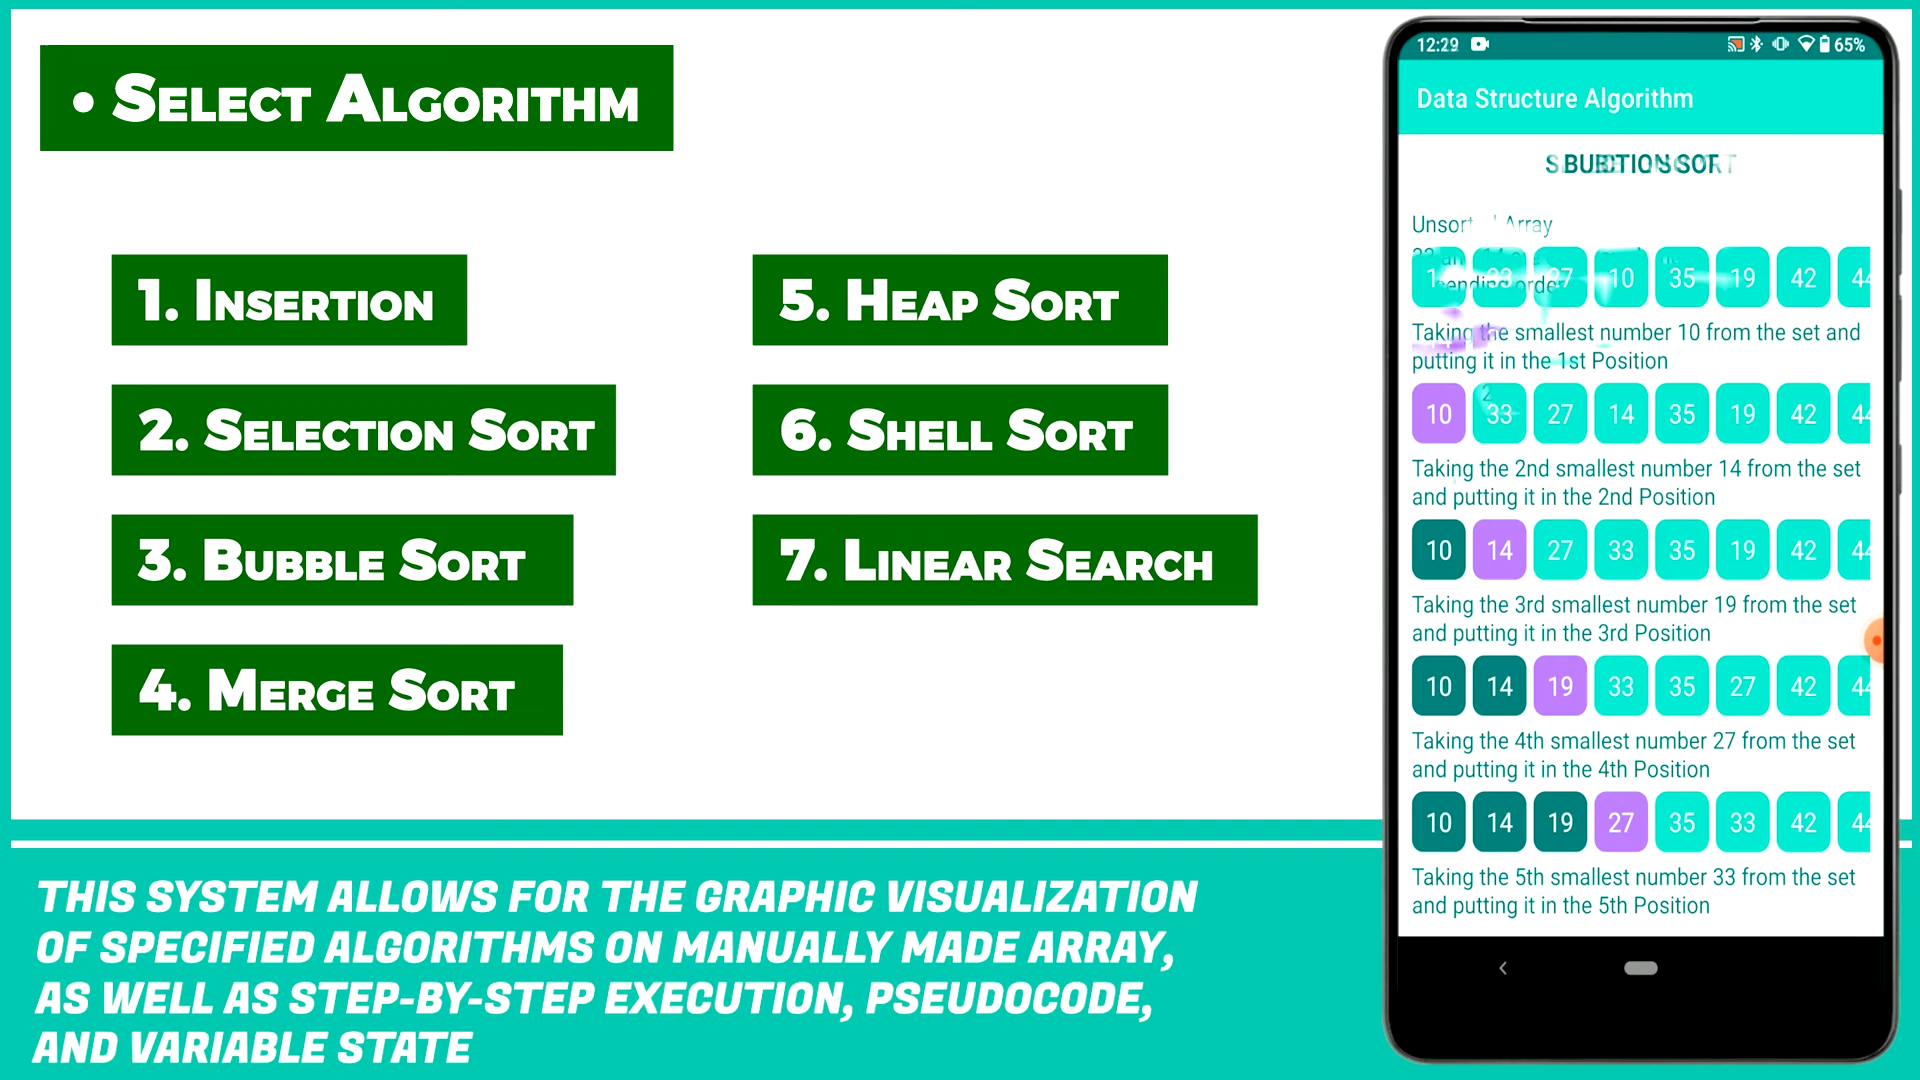 • SELECT ALGORITHM
1. INSERTION
2. SELECTION SORT
3. BUBBLE SORT
4. MERGE SORT
5. HEAP SORT
6. SHELL SORT
7. LINEAR SEARCH
THIS SYSTEM ALLOWS FOR THE GRAPHIC VISUALIZATION
OF SPECIFIED ALGORITHMS ON MANUALLY MADE ARRAY,
AS WELL AS STEP-BY-STEP EXECUTION, PSEUDOCODE,
AND VARIABLE STATE
12:29 65%
Data Structure Algorithm
Array
10 35 19 42 44
Taking the smallest number 10 from the set and
putting it in the 1st Position
10 33 27 14 35 19 42 44
Taking the 2nd smallest number 14 from the set
and putting it in the 2nd Position
10 14 27 33 35 19 42 44
Taking the 3rd smallest number 19 from the set
and putting it in the 3rd Position
10 14 19 33 35 27 42 44
Taking the 4th smallest number 27 from the set
and putting it in the 4th Position
10 14 19 27 35 33 42 44
Taking the 5th smallest number 33 from the set
and putting it in the 5th Position